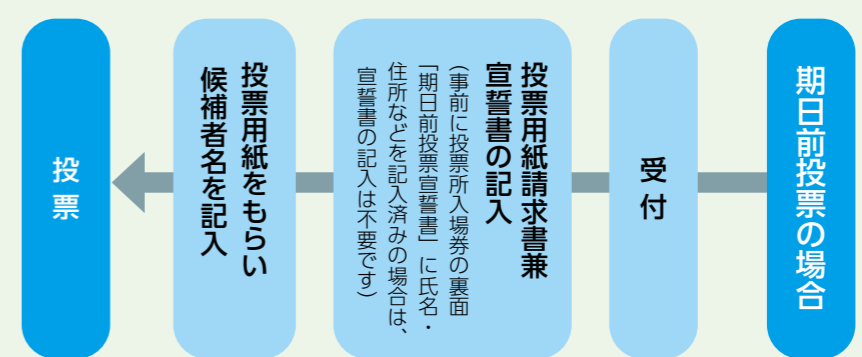 期日前投票の場合
受付
投票用紙請求書兼
宣誓書の記入
（事前に投票所入場券の裏面
「期日前投票宣誓書」に氏名・
住所などを記入済みの場合は、
宣誓書の記入は不要です）
投票用紙をもらい
候補者名を記入
投票